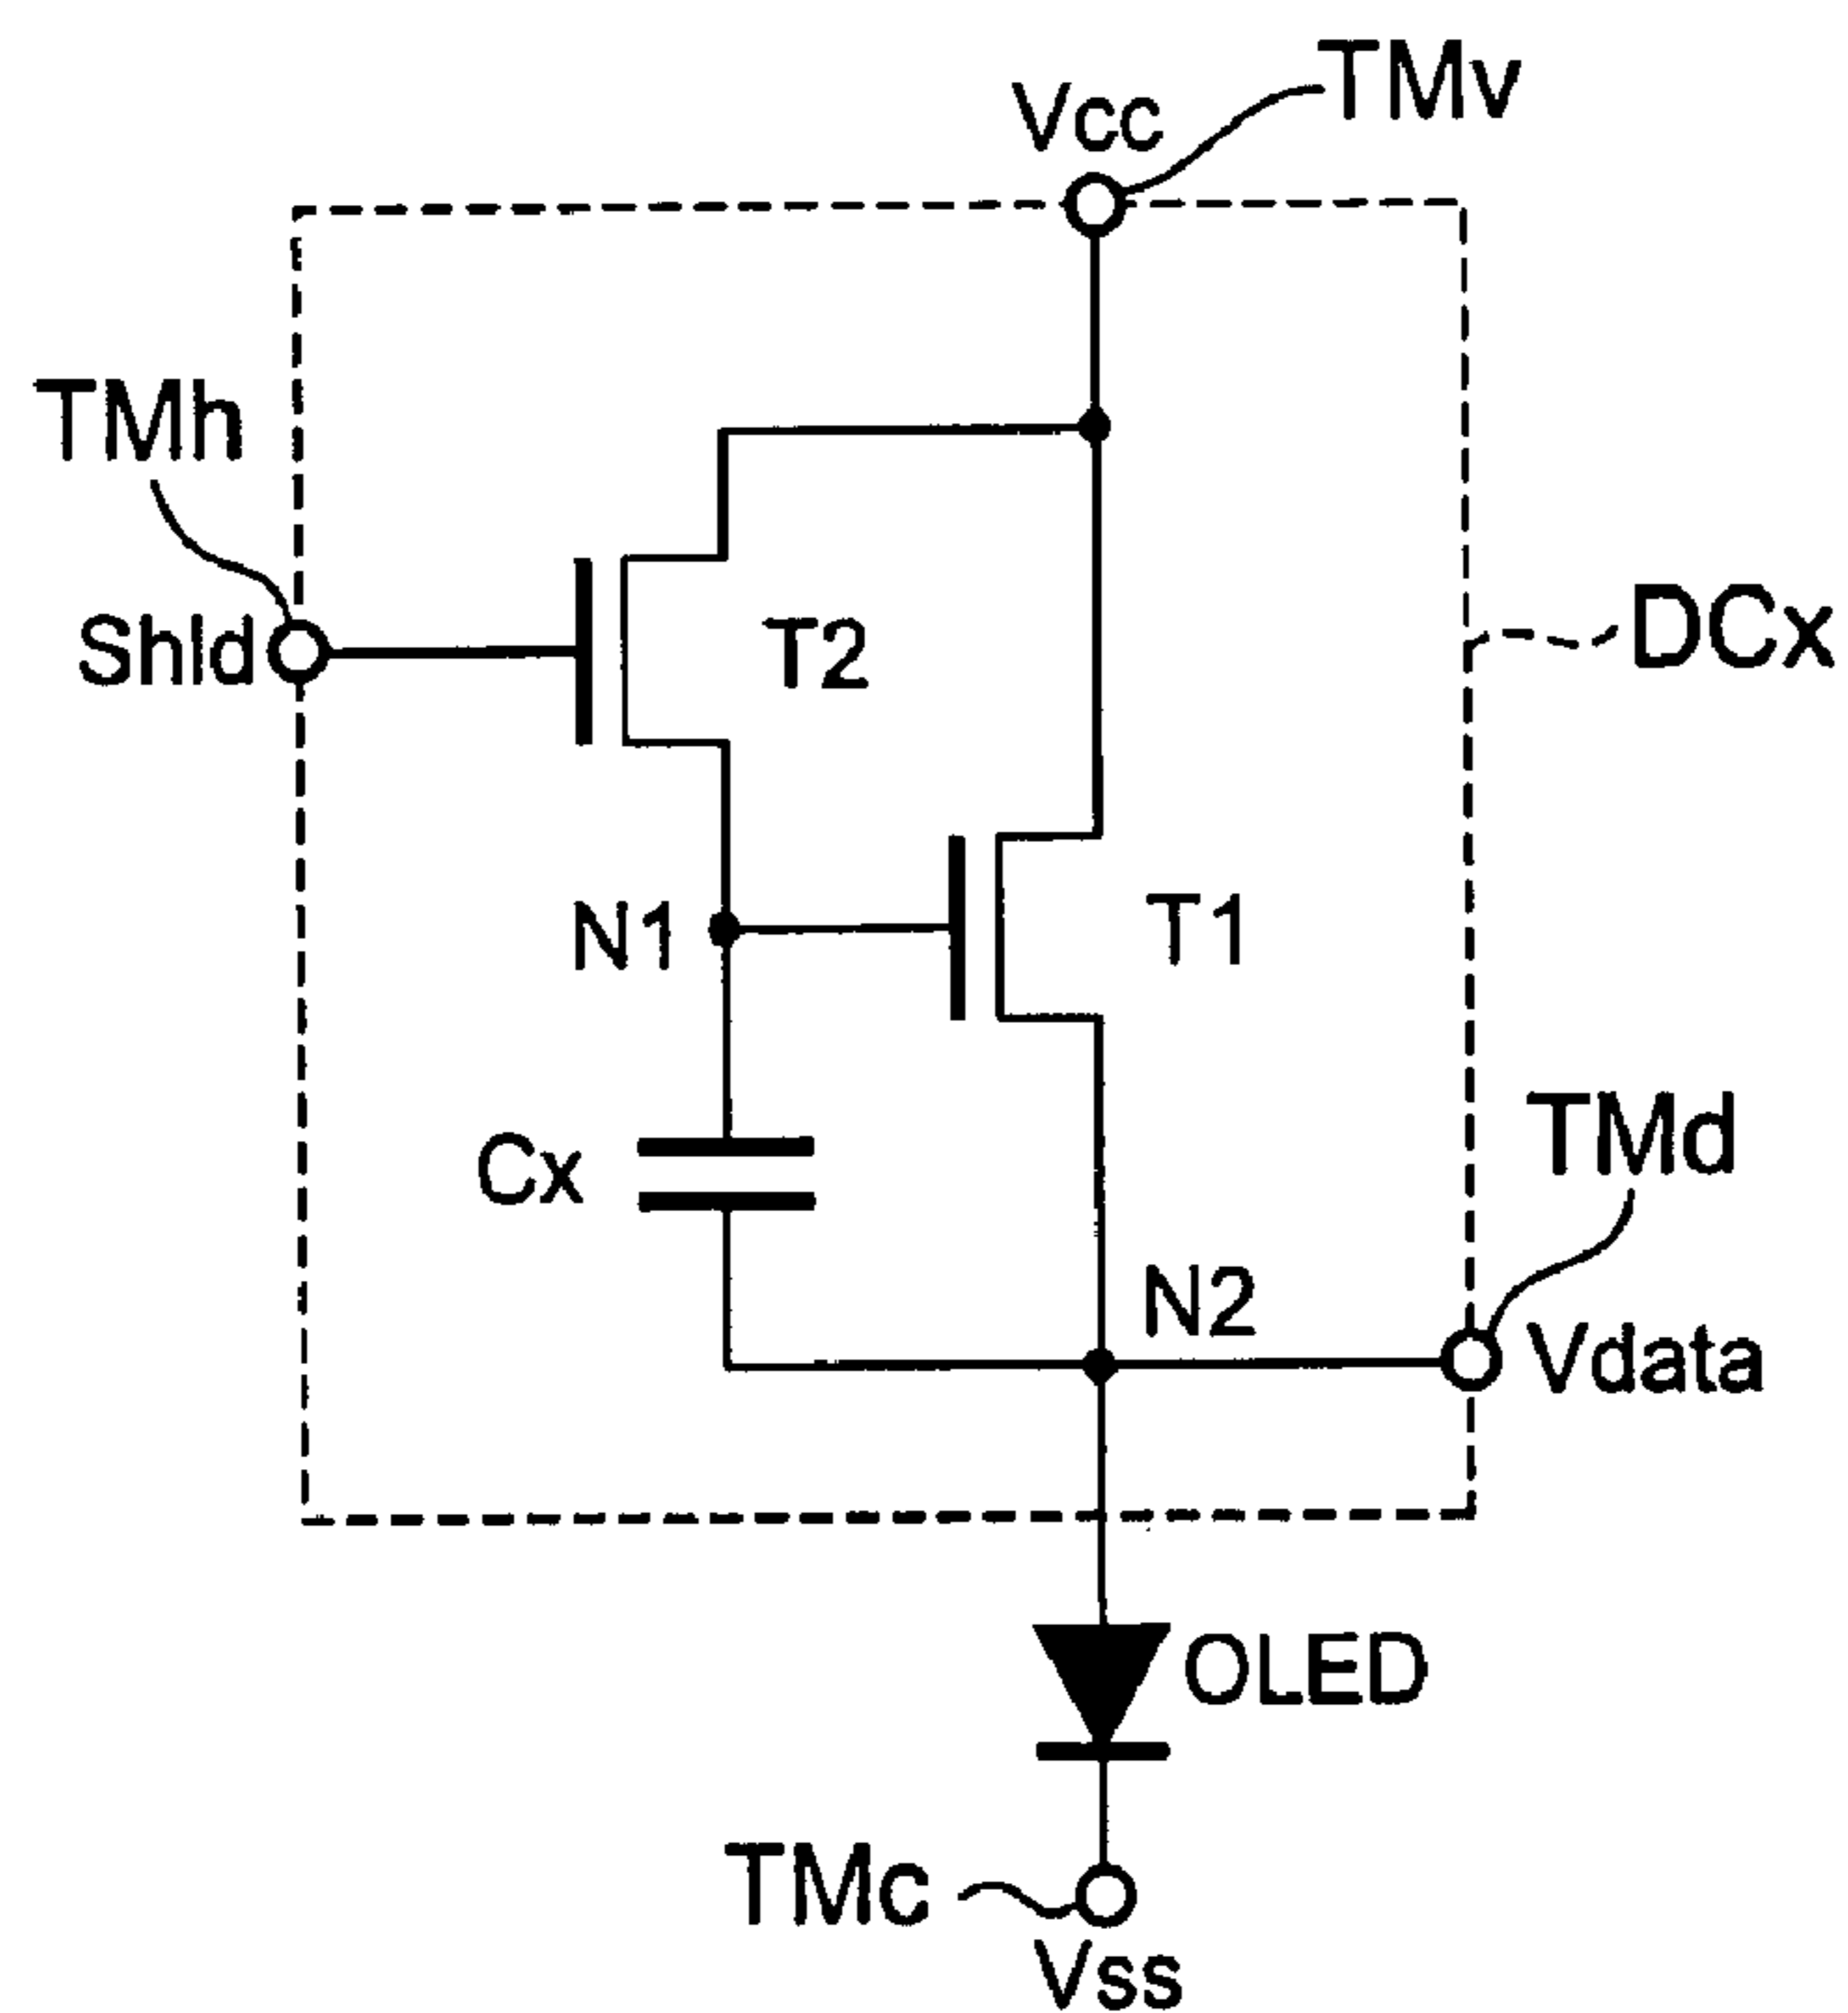 TMv
Vcc
TMh
Shld
T2
DCx
N1
T1
TMd
Cx
N2
Vdata
OLED
TMc
Vss